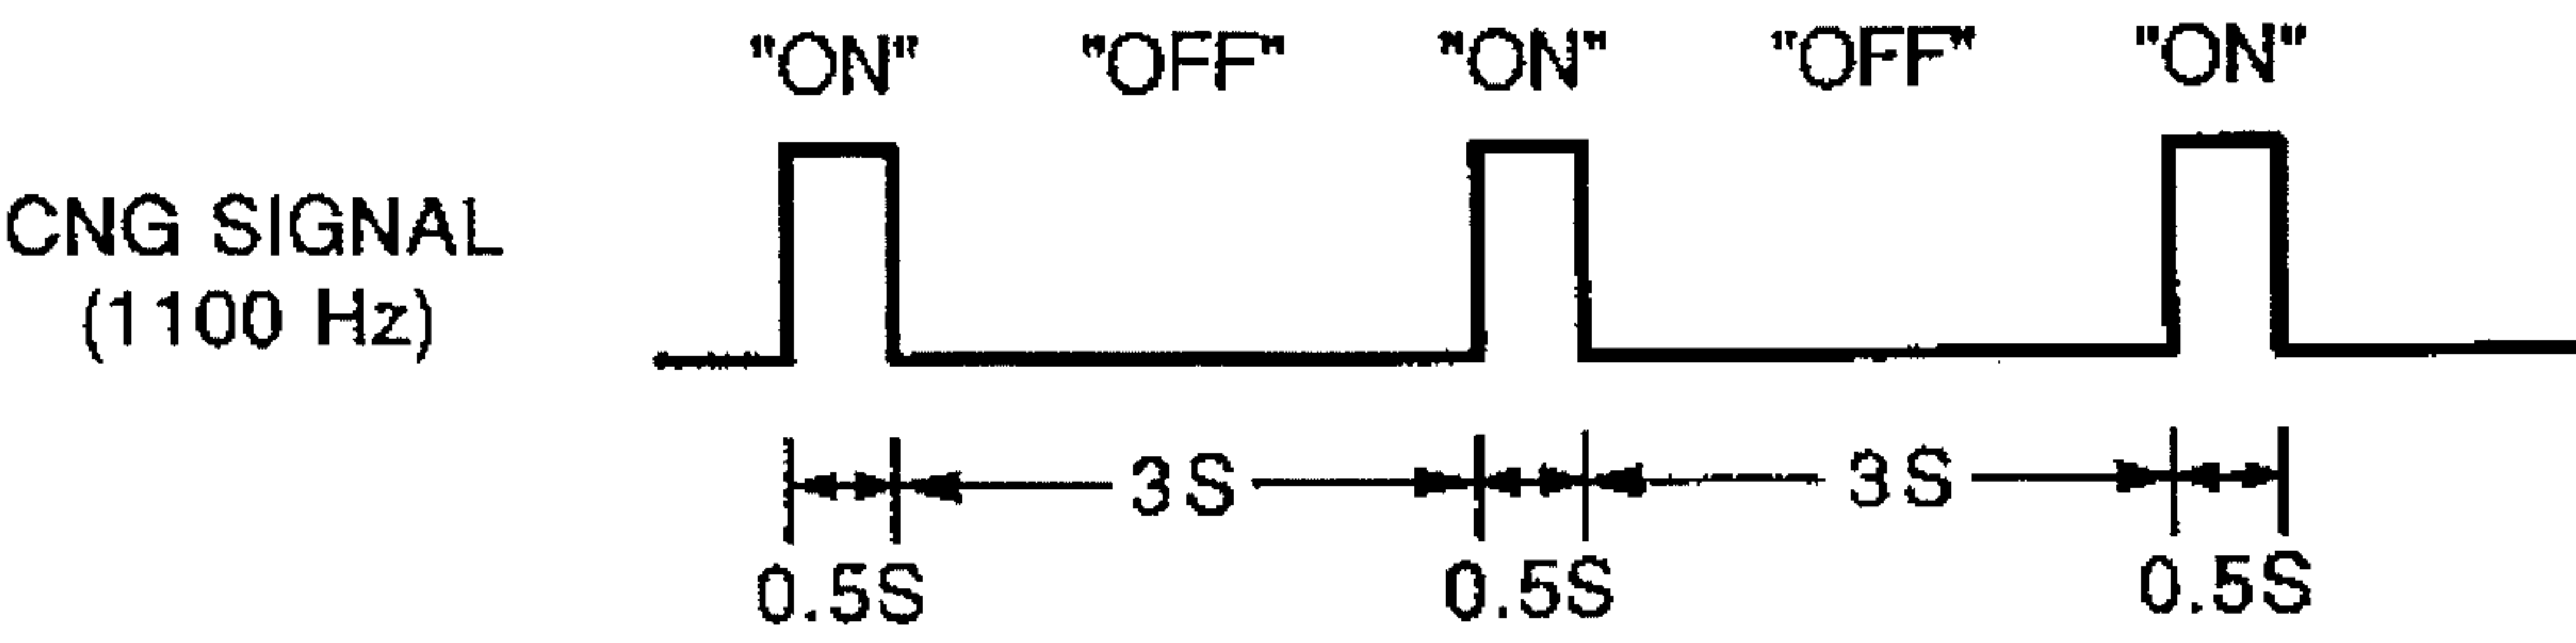 "ON" "OFF" "ON" "OFF" "ON"
CNG SIGNAL
(1100 Hz)
3S 3S
0.5S 0.5S 0.5S